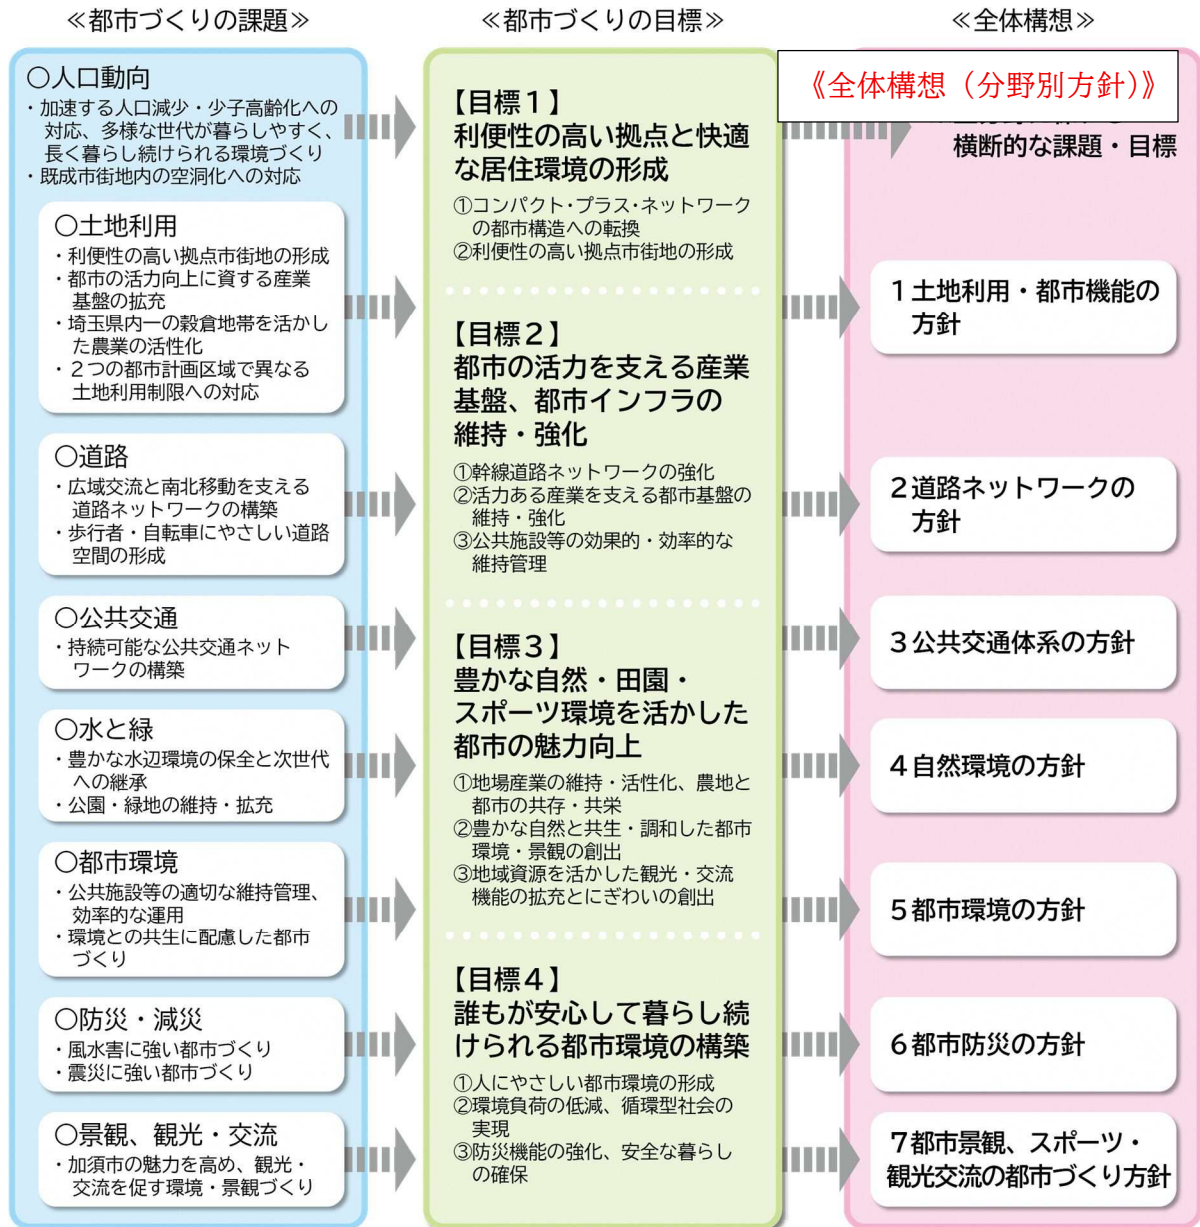 ≪都市づくりの課題≫
○人口動向
・加速する人口減少・少子高齢化への
対応、多様な世代が暮らしやすく、
長く暮らし続けられる環境づくり
・既成市街地内の空洞化への対応
○土地利用
・利便性の高い拠点市街地の形成
・都市の活力向上に資する産業
基盤の拡充
・埼玉県内一の穀倉地帯を活かし
た農業の活性化
・２つの都市計画区域で異なる
土地利用制限への対応
○道路
・広域交流と南北移動を支える
道路ネットワークの構築
・歩行者・自転車にやさしい道路
空間の形成
○公共交通
・持続可能な公共交通ネット
ワークの構築
○水と緑
・豊かな水辺環境の保全と次世代
への継承
・公園・緑地の維持・拡充
○都市環境
・公共施設等の適切な維持管理、
効率的な運用
・環境との共生に配慮した都市
づくり
○防災・減災
・風水害に強い都市づくり
・震災に強い都市づくり
○景観、観光・交流
・加須市の魅力を高め、観光・
交流を促す環境・景観づくり
≪都市づくりの目標≫
【目標１】
利便性の高い拠点と快適
な居住環境の形成
①コンパクト・プラス・ネットワーク
の都市構造への転換
②利便性の高い拠点市街地の形成
【目標２】
都市の活力を支える産業
基盤、都市インフラの
維持・強化
①幹線道路ネットワークの強化
②活力ある産業を支える都市基盤の
維持・強化
③公共施設等の効果的・効率的な
維持管理
【目標３】
豊かな自然・田園・
スポーツ環境を活かした
都市の魅力向上
①地場産業の維持・活性化、農地と
都市の共存・共栄
②豊かな自然と共生・調和した都市
環境・景観の創出
③地域資源を活かした観光・交流
機能の拡充とにぎわいの創出
【目標４】
誰もが安心して暮らし続
けられる都市環境の構築
①人にやさしい都市環境の形成
②環境負荷の低減、循環型社会の
実現
③防災機能の強化、安全な暮らし
の確保
≪全体構想≫
《全体構想（分野別方針）》
横断的な課題・目標
１土地利用・都市機能の
方針
２道路ネットワークの
方針
３公共交通体系の方針
４自然環境の方針
５都市環境の方針
６都市防災の方針
７都市景観、スポーツ・
観光交流の都市づくり方針